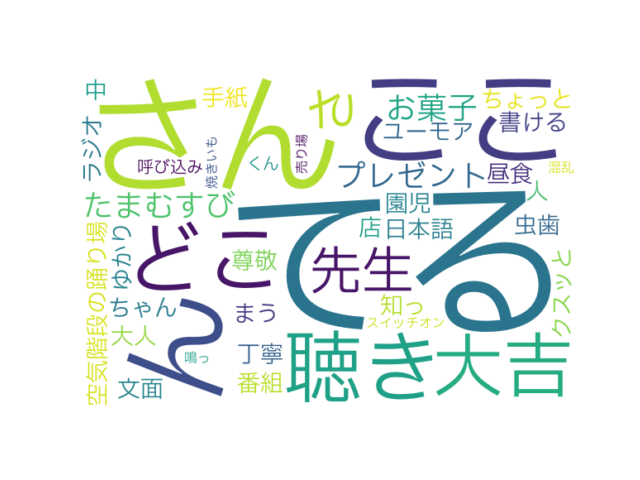 中
手紙
さん
ここ
お菓子
ちょっと
ラジオ
呼び込み
焼きいも
くん
売り場
ユーモア
書ける
プレゼント
昼食
混乱
たまむすび
園児
人
てる
空気階段の踊り場
ゆかり
どこ
尊敬
先生
店
日本語
虫歯
クスッと
ちゃん
ん
まう
知っ
スイッチオン
大人
鳴っ
丁寧
聴き
大吉
文面
番組